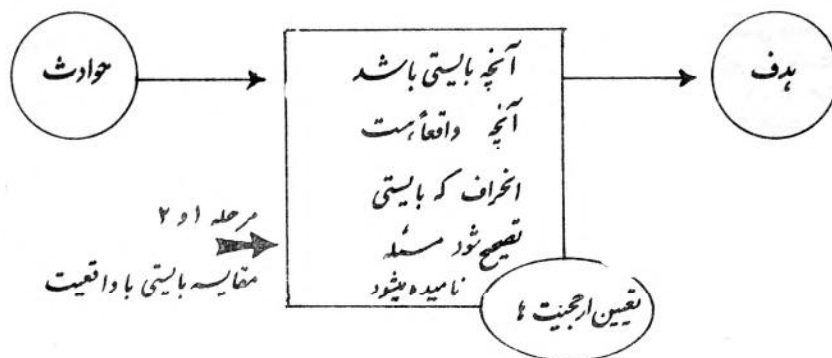 حوادث
آنچه بایستی باشد
آنچه واقعاً هست
انحراف که بایستی
تصحیح شود مسئله
نامیده میشود
هدف
مرحله ۱ و ۲
مقایسه بایستی با واقعیت
تعیین ارجحیت ها